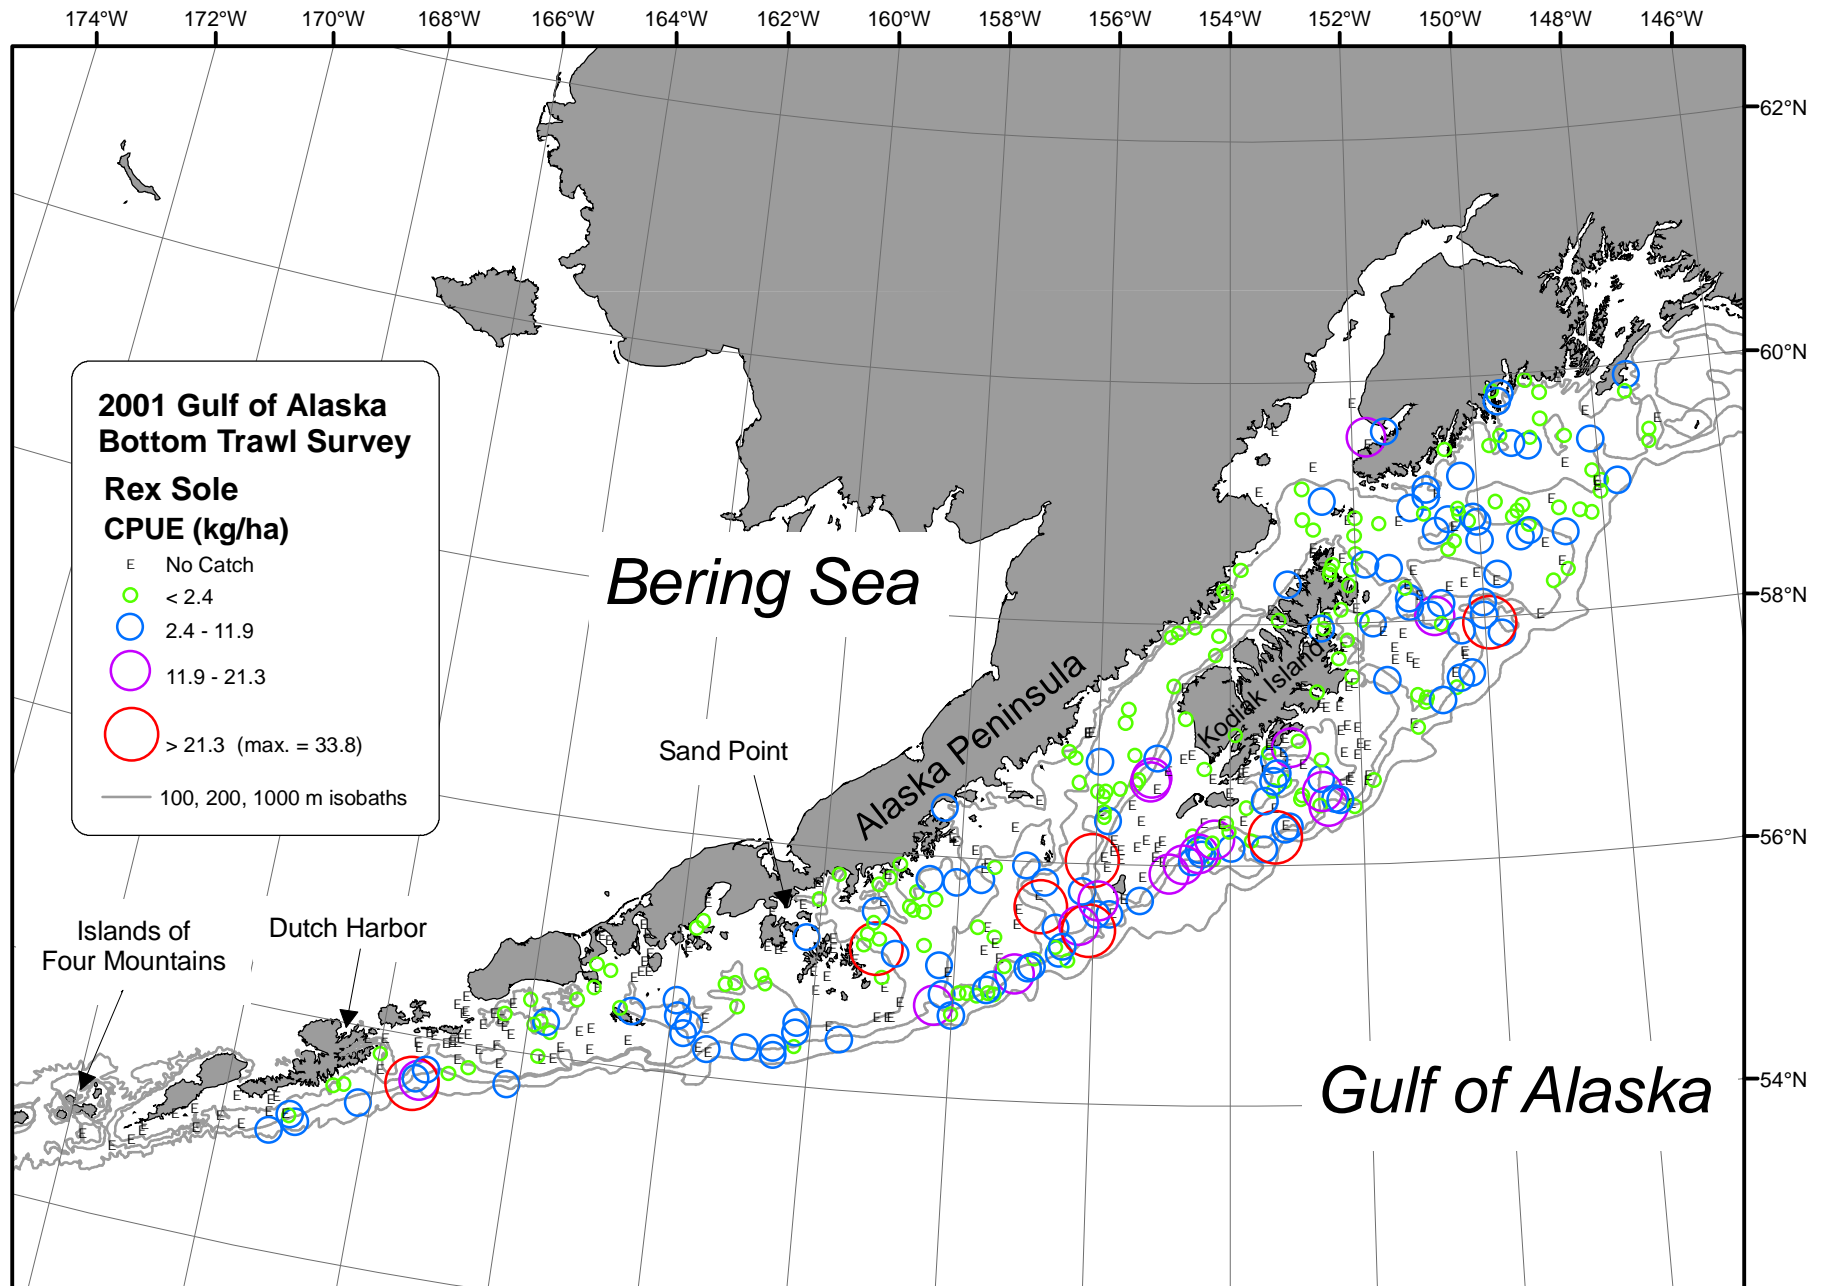 174°W 172°W 170°W 168°W 166°W 164°W 162°W 160°W 158°W 156°W 154°W 152°W 150°W 148°W 146°W
62°N
60°N
58°N
56°N
54°N
2001 Gulf of Alaska
Bottom Trawl Survey
Rex Sole
CPUE (kg/ha)
E No Catch
< 2.4
2.4 - 11.9
11.9 - 21.3
> 21.3 (max. = 33.8)
100, 200, 1000 m isobaths
Bering Sea
Alaska Peninsula
Kodiak Island
Sand Point
Dutch Harbor
Islands of
Four Mountains
Gulf of Alaska